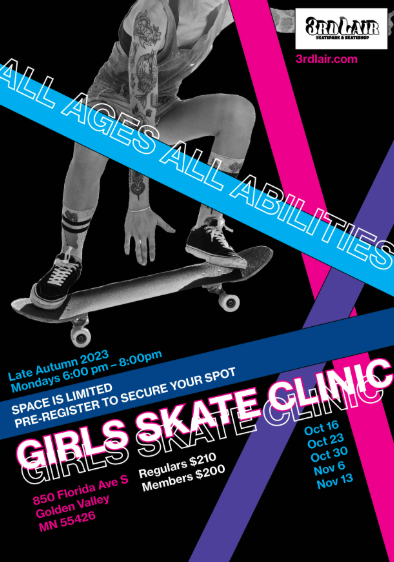 3RDLAIR
SKATEPARK & SKATESHOP
3rdlair.com
ALL AGES ALL ABILITIES
Late Autumn 2023
Mondays 6:00 pm – 8:00pm
SPACE IS LIMITED
PRE-REGISTER TO SECURE YOUR SPOT
GIRLS SKATE CLINIC
GIRLS SKATE CLINIC
850 Florida Ave S
Golden Valley
MN 55426
Regulars $210
Members $200
Oct 16
Oct 23
Oct 30
Nov 6
Nov 13